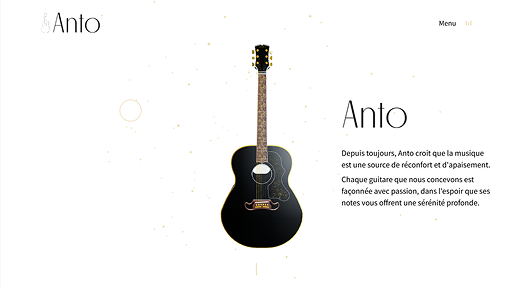 Anto
Menu
Anto
Depuis toujours, Anto croit que la musique
est une source de réconfort et d'apaisement.
Chaque guitare que nous concevons est
façonnée avec passion, dans l'espoir que ses
notes vous offrent une sérénité profonde.